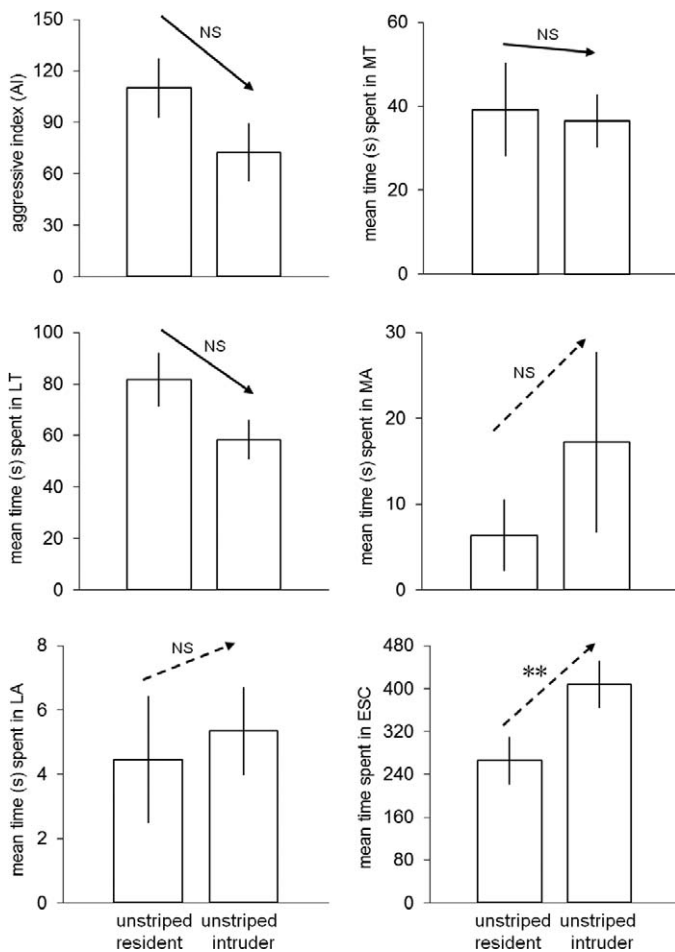 aggressive index (AI)
150
120
90
60
30
0
NS
mean time (s) spent in MT
60
40
20
0
NS
mean time (s) spent in LT
100
80
60
40
20
0
NS
mean time (s) spent in MA
30
20
10
0
NS
mean time (s) spent in LA
8
6
4
2
0
NS
unstriped unstriped
resident intruder
mean time spent in ESC
480
400
320
240
160
80
0
**
unstriped unstriped
resident intruder